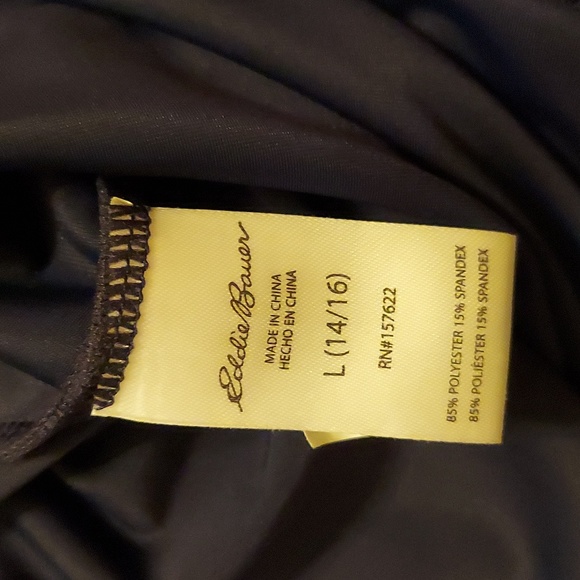 Eddie Bauer
MADE IN CHINA
HECHO EN CHINA
L (14/16)
RN#157622
85% POLYESTER 15% SPANDEX
85% POLIÉSTER 15% SPANDEX